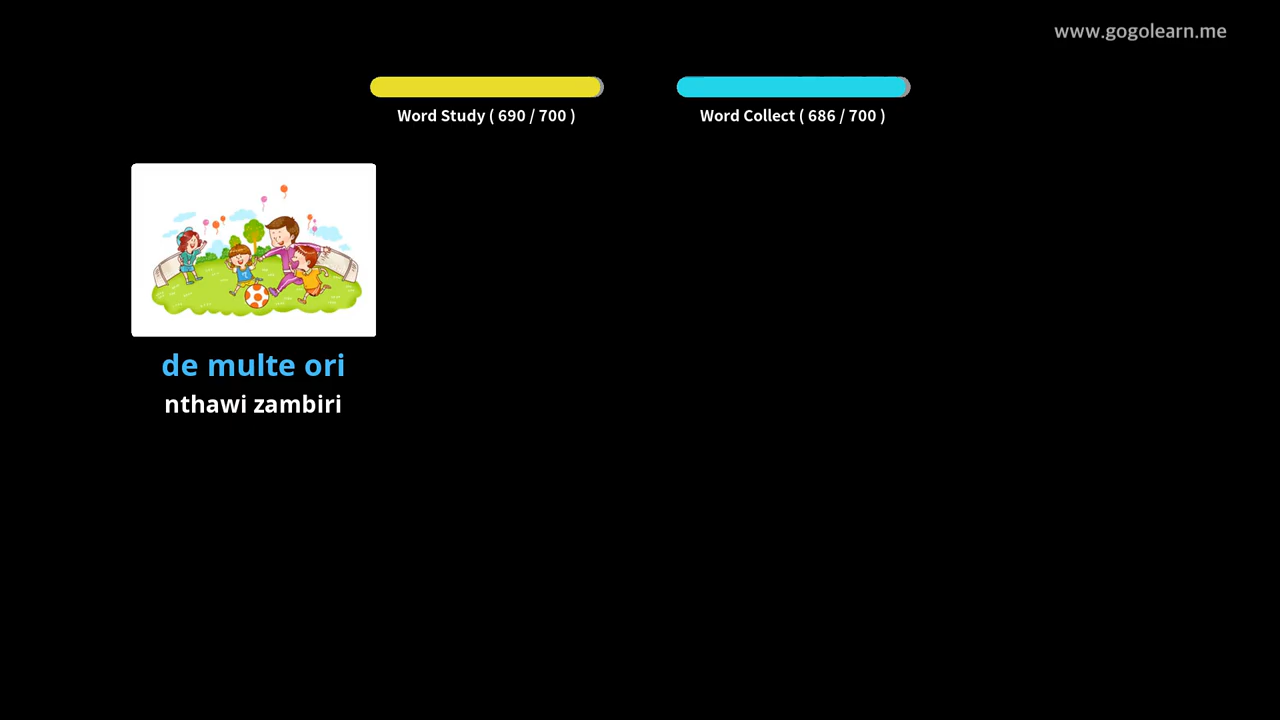 www.gogolearn.me
Word Study ( 690 / 700 )
Word Collect ( 686 / 700 )
de multe ori
nthawi zambiri